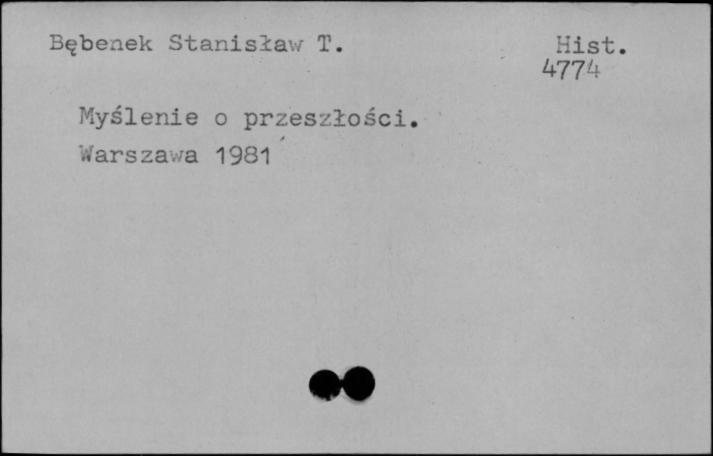 Bębenek Stanisław T. Hist.
4774
Myślenie o przeszłości.
Warszawa 1981